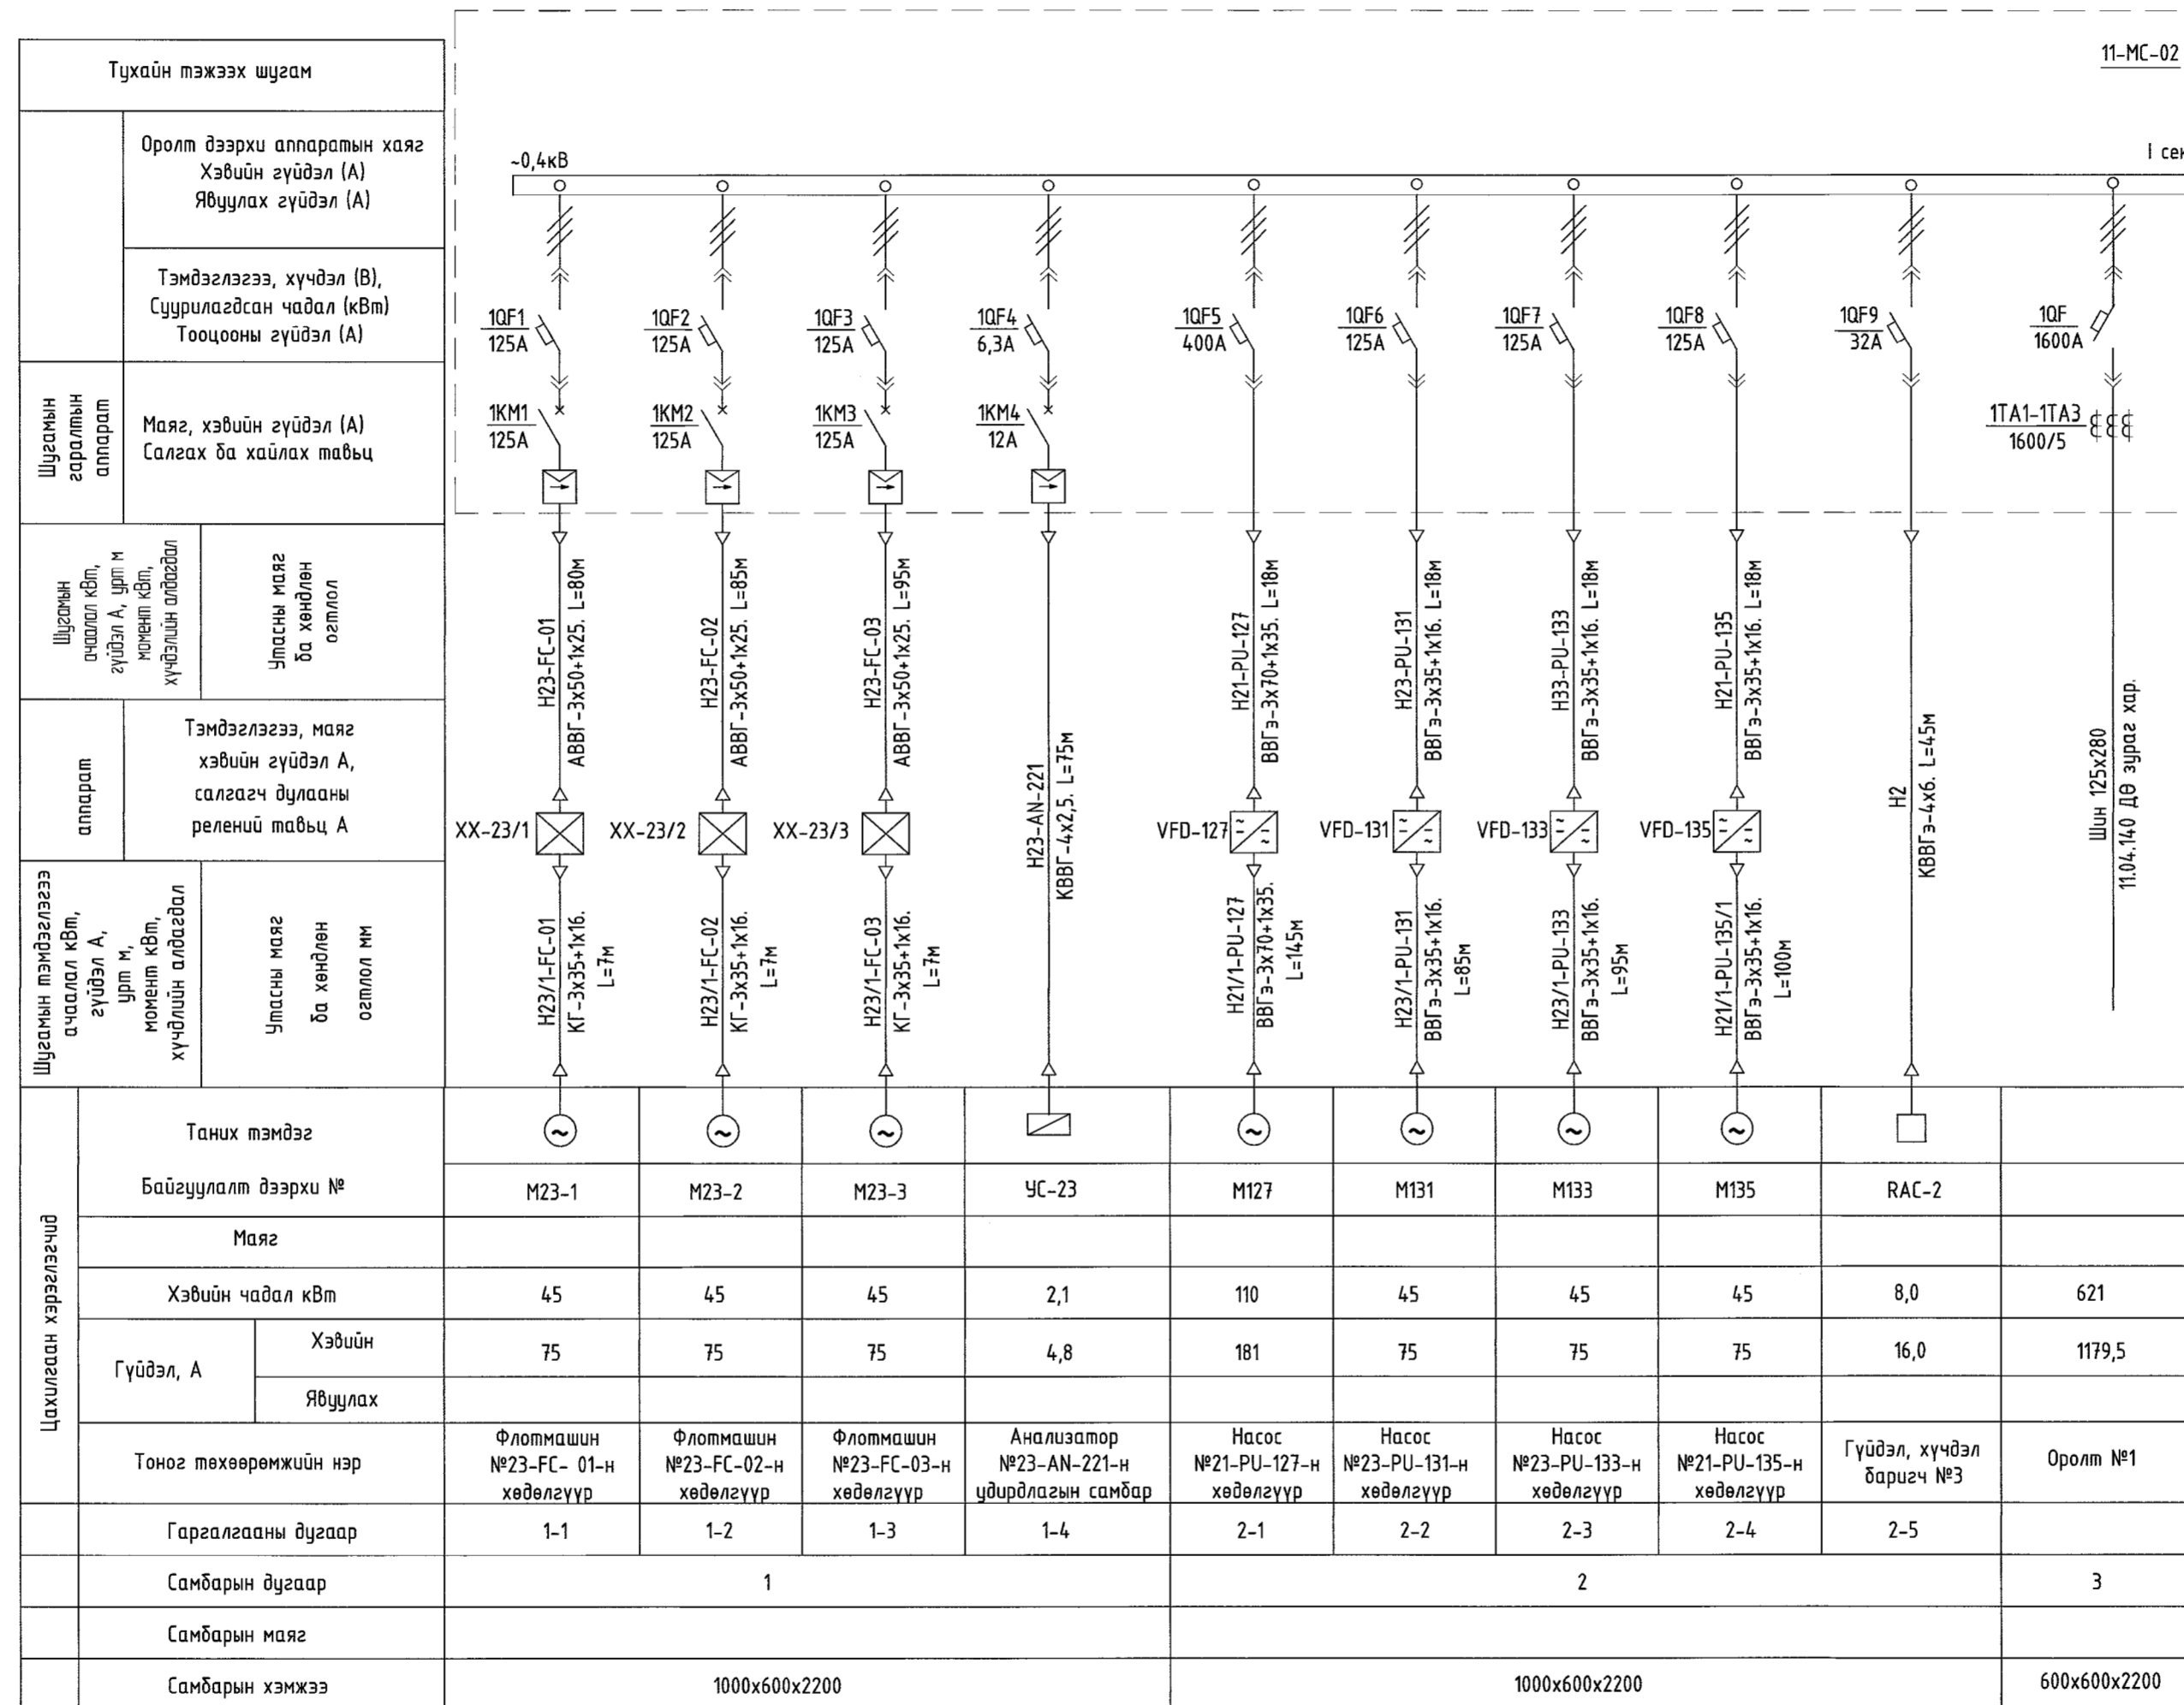 11-МС-02
Тухайн тэжээх шугам
Оролт дээрхи аппаратын хаяг
Хэвийн гүйдэл (А)
Явуулах гүйдэл (А)
~0,4кВ
I сек
Тэмдэглэгээ, хүчдэл (В),
Суурилагдсан чадал (кВт)
Тооцооны гүйдэл (А)
1QF1
125А
1QF2
125А
1QF3
125А
1QF4
6,3А
1QF5
400А
1QF6
125А
1QF7
125А
1QF8
125А
1QF9
32А
1QF
1600А
Шугамын
гаралтын
аппарат
Маяг, хэвийн гүйдэл (А)
Салгах ба хайлах тавьц
1КМ1
125А
1КМ2
125А
1КМ3
125А
1КМ4
12А
1ТА1-1ТА3
1600/5
Шугамын
ачаалал кВт,
гүйдэл А, урт м
момент кВт,
хүчдэлийн алдагдал
Утасны маяг
ба хөндлөн
огтлол
Н23-FC-01
АВВГ-3х50+1х25. L=80м
Н23-FC-02
АВВГ-3х50+1х25. L=85м
Н23-FC-03
АВВГ-3х50+1х25. L=95м
Н23-AN-221
КВВГ-4х2,5. L=75м
Н21-PU-127
ВВГэ-3х70+1х35. L=18м
Н23-PU-131
ВВГэ-3х35+1х16. L=18м
Н33-PU-133
ВВГэ-3х35+1х16. L=18м
Н21-PU-135
ВВГэ-3х35+1х16. L=18м
Н2
КВВГэ-4х6. L=45м
Шин 125х280
11.04.140 ДӨ зураг хар.
аппарат
Тэмдэглэгээ, маяг
хэвийн гүйдэл А,
салгагч дулааны
релений тавьц А
ХХ-23/1
ХХ-23/2
ХХ-23/3
VFD-127
VFD-131
VFD-133
VFD-135
Шугамын тэмдэглэгээ
ачаалал кВт,
гүйдэл А,
урт м,
момент кВт,
хүчдлийн алдагдал
Утасны маяг
ба хөндлөн
огтлол мм
Н23/1-FC-01
КГ-3х35+1х16.
L=7м
Н23/1-FC-02
КГ-3х35+1х16.
L=7м
Н23/1-FC-03
КГ-3х35+1х16.
L=7м
Н21/1-PU-127
ВВГэ-3х70+1х35.
L=145м
Н23/1-PU-131
ВВГэ-3х35+1х16.
L=85м
Н23/1-PU-133
ВВГэ-3х35+1х16.
L=95м
Н21/1-PU-135/1
ВВГэ-3х35+1х16.
L=100м
Цахилгаан хэрэглэгчид
Таних тэмдэг
~ ~ ~ ~ ~ ~ ~
Байгуулалт дээрхи №
М23-1 М23-2 М23-3 УС-23 М127 М131 М133 М135 RAC-2
Маяг
Хэвийн чадал кВт
45 45 45 2,1 110 45 45 45 8,0 621
Гүйдэл, А
Хэвийн
75 75 75 4,8 181 75 75 75 16,0 1179,5
Явуулах
Тоног төхөөрөмжийн нэр
Флотмашин
№23-FC- 01-н
хөдөлгүүр
Флотмашин
№23-FC-02-н
хөдөлгүүр
Флотмашин
№23-FC-03-н
хөдөлгүүр
Анализатор
№23-AN-221-н
удирдлагын самбар
Насос
№21-PU-127-н
хөдөлгүүр
Насос
№23-PU-131-н
хөдөлгүүр
Насос
№23-PU-133-н
хөдөлгүүр
Насос
№21-PU-135-н
хөдөлгүүр
Гүйдэл, хүчдэл
баригч №3
Оролт №1
Гаргалгааны дугаар
1-1 1-2 1-3 1-4 2-1 2-2 2-3 2-4 2-5
Самбарын дугаар
1 2 3
Самбарын маяг
Самбарын хэмжээ
1000х600х2200 1000х600х2200 600х600х2200